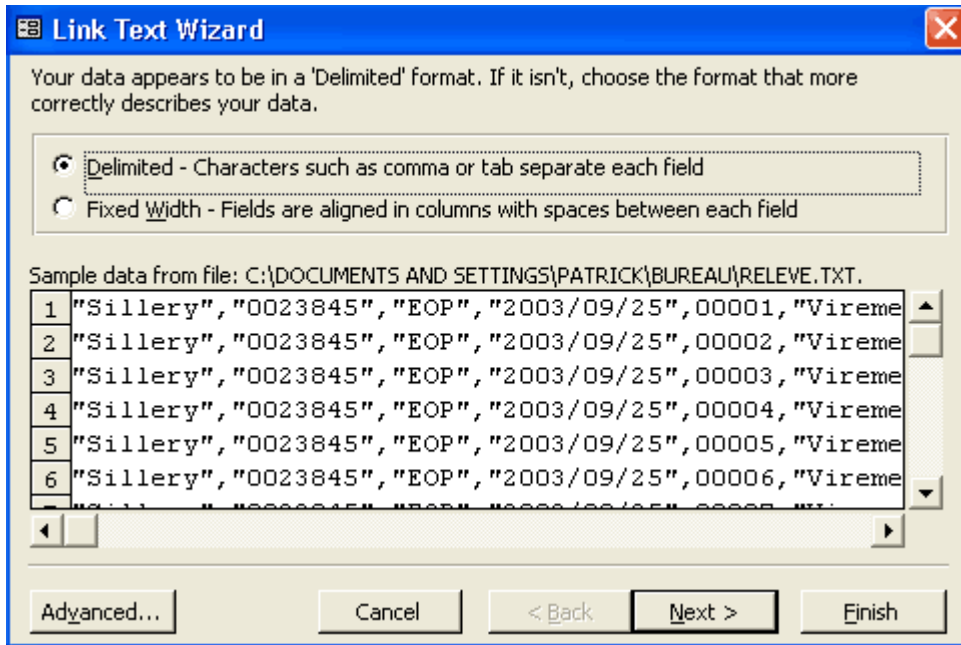 Link Text Wizard
Your data appears to be in a 'Delimited' format. If it isn't, choose the format that more
correctly describes your data.
Delimited - Characters such as comma or tab separate each field
Fixed Width - Fields are aligned in columns with spaces between each field
Sample data from file: C:\DOCUMENTS AND SETTINGS\PATRICK\BUREAU\RELEVE.TXT.
1 "Sillery","0023845","EOP","2003/09/25",00001,"Vireme
2 "Sillery","0023845","EOP","2003/09/25",00002,"Vireme
3 "Sillery","0023845","EOP","2003/09/25",00003,"Vireme
4 "Sillery","0023845","EOP","2003/09/25",00004,"Vireme
5 "Sillery","0023845","EOP","2003/09/25",00005,"Vireme
6 "Sillery","0023845","EOP","2003/09/25",00006,"Vireme
Advanced... Cancel < Back Next > Finish